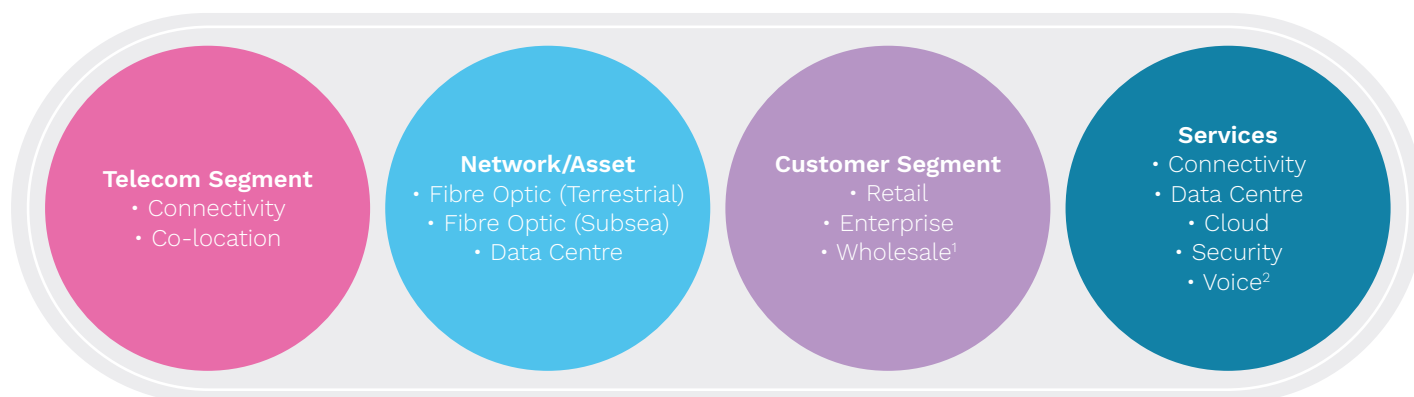 Telecom Segment
• Connectivity
• Co-location
Network/Asset
• Fibre Optic (Terrestrial)
• Fibre Optic (Subsea)
• Data Centre
Customer Segment
• Retail
• Enterprise
• Wholesale¹
Services
• Connectivity
• Data Centre
• Cloud
• Security
• Voice²